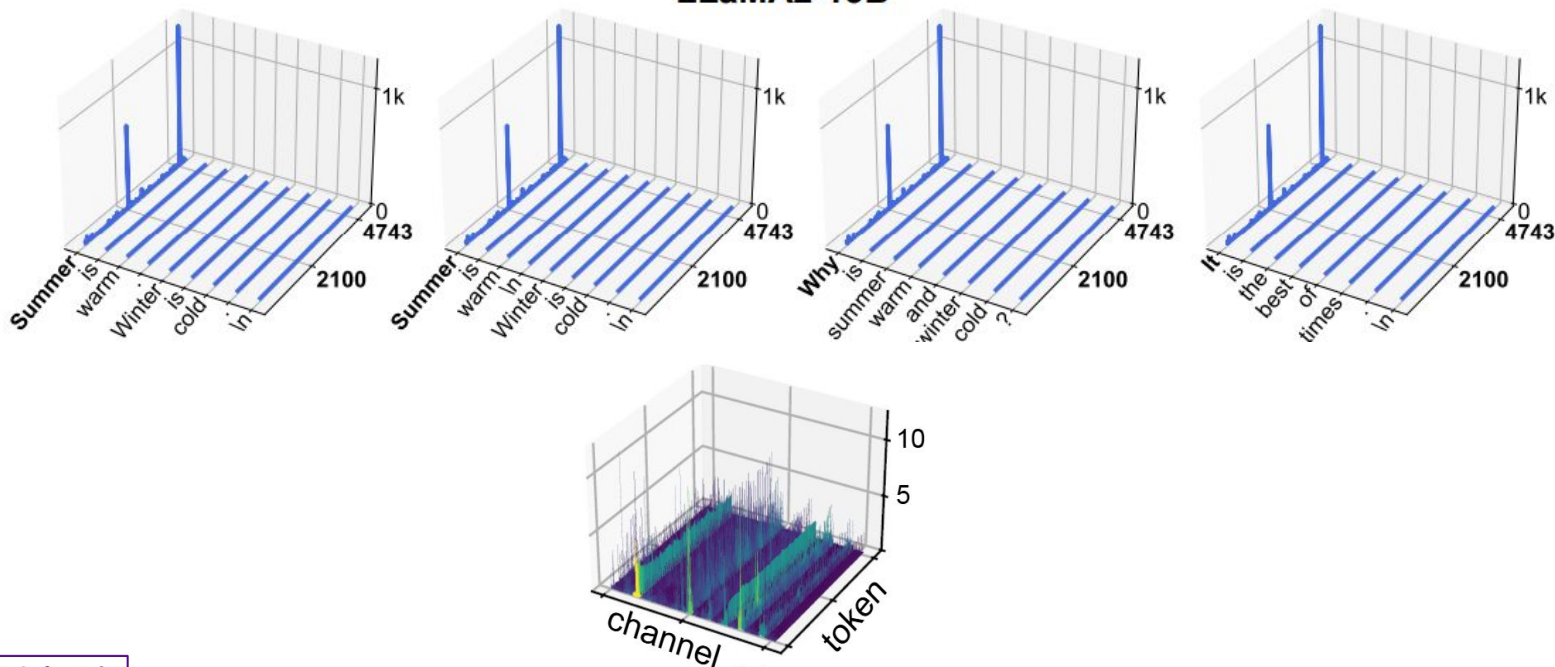 LLaMA2-13B
1k
0
4743
2100
Summer
is
warm
.
Winter
is
cold
.
\n
1k
0
4743
2100
Summer
is
warm
\n
Winter
is
cold
.
\n
1k
0
4743
2100
Why
is
summer
warm
and
winter
cold
?
1k
0
4743
2100
It
is
the
best
of
times
.
\n
10
5
channel
token